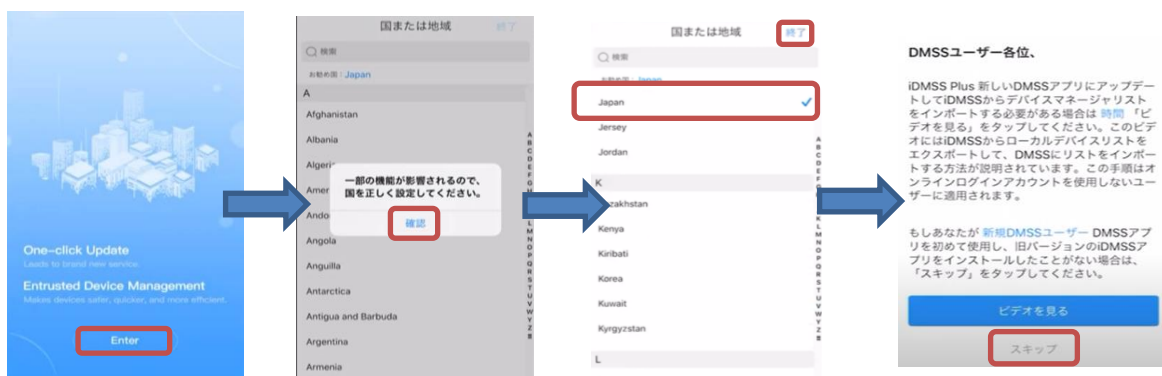 One-click Update
Leads to brand new service.
Entrusted Device Management
Makes devices safer, quicker, and more efficient.
Enter
国または地域
終了
検索
お勧め国：Japan
A
Afghanistan
Albania
Algeri
Amer
Ando
Angola
Anguilla
Antarctica
Antigua and Barbuda
Argentina
Armenia
一部の機能が影響されるので、
国を正しく設定してください。
確認
国または地域
終了
検索
お勧め国：Japan
Japan
Jersey
Jordan
K
azakhstan
Kenya
Kiribati
Korea
Kuwait
Kyrgyzstan
L
DMSSユーザー各位、
iDMSS Plus 新しいDMSSアプリにアップデー
トしてiDMSSからデバイスマネージャリスト
をインポートする必要がある場合は 時間 「ビ
デオを見る」をタップしてください。このビデ
オにはiDMSSからローカルデバイスリストを
エクスポートして、DMSSにリストをインポー
トする方法が説明されています。この手順はオ
ンラインログインアカウントを使用しないユー
ザーに適用されます。
もしあなたが 新規DMSSユーザー DMSSアプ
リを初めて使用し、旧バージョンのiDMSSア
プリをインストールしたことがない場合は、
「スキップ」をタップしてください。
ビデオを見る
スキップ